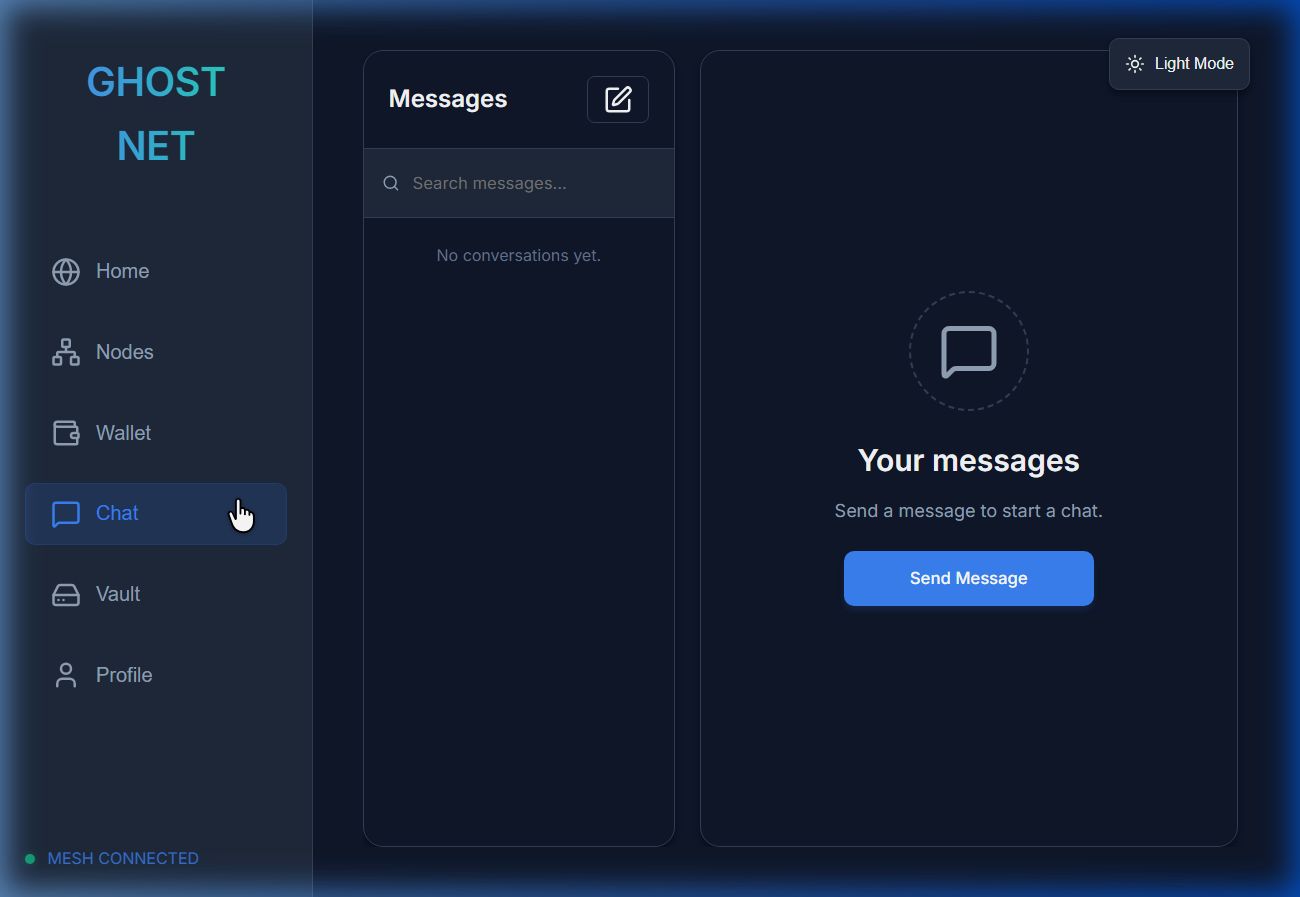 GHOST
NET
Home
Nodes
Wallet
Chat
Vault
Profile
MESH CONNECTED
Messages
Search messages...
No conversations yet.
Light Mode
Your messages
Send a message to start a chat.
Send Message